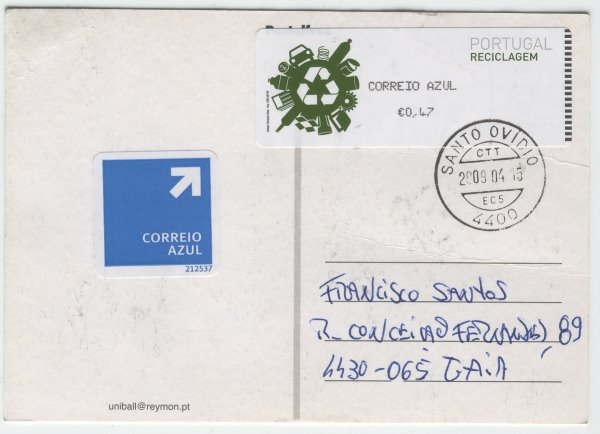 PORTUGAL
RECICLAGEM
CORREIO AZUL
€0,47
SANTO OVÍDIO
CTT
2009 04 15
EC5
4400
CORREIO
AZUL
212537
FRANCISCO SANTOS
R. CONCEIÇÃO FERNANDES 89
4430-065 GAIA
uniball@reymon.pt